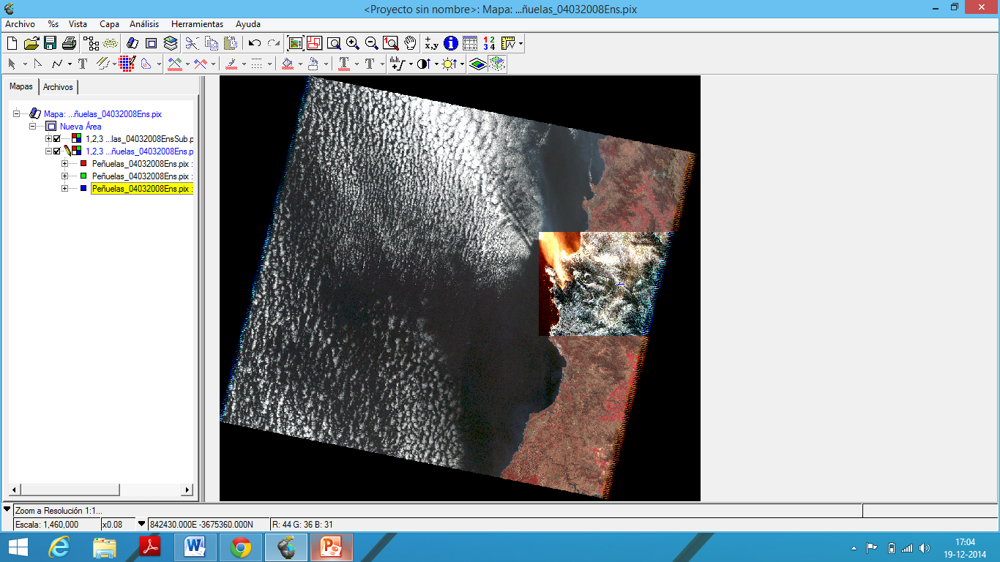 <Proyecto sin nombre>: Mapa: ...ñuelas_04032008Ens.pix
Archivo %s Vista Capa Análisis Herramientas Ayuda
+x,y 1 2 3 4
Mapas Archivos
Mapa: ...ñuelas_04032008Ens.pix
Nueva Área
1,2,3 ...las_04032008EnsSub.p
1,2,3 ...ñuelas_04032008Ens.p
Peñuelas_04032008Ens.pix :
Peñuelas_04032008Ens.pix :
Peñuelas_04032008Ens.pix :
Zoom a Resolución 1:1...
Escala: 1,460,000 x0.08 842430.000E -3675360.000N R: 44 G: 36 B: 31
17:04
19-12-2014